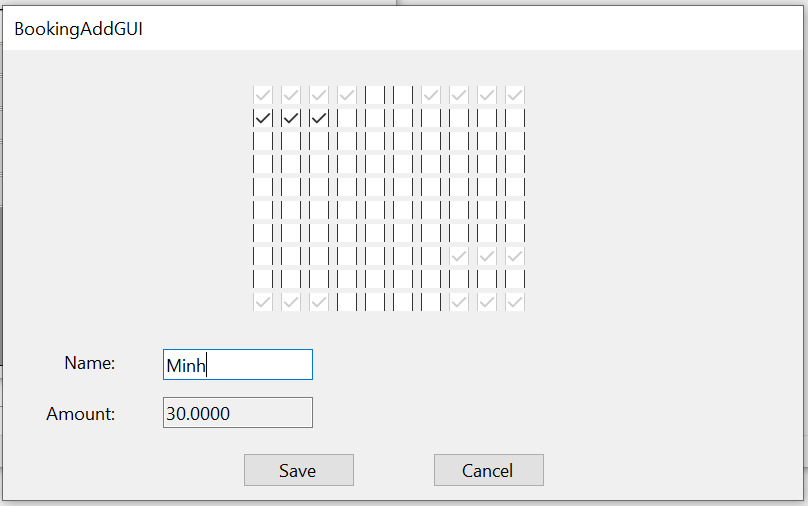 BookingAddGUI
Name:
Minh
Amount:
30.0000
Save
Cancel